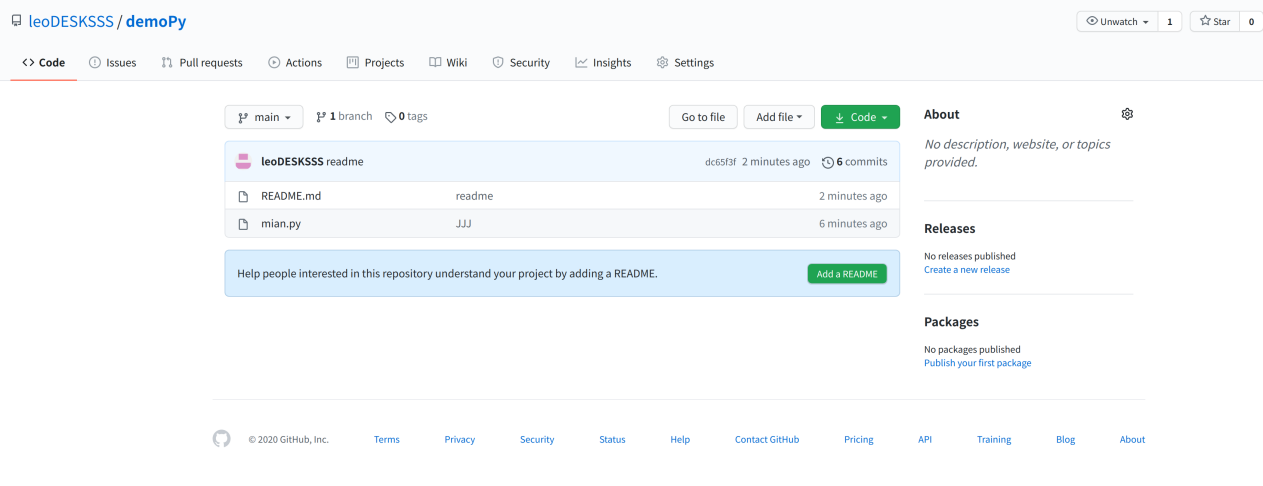 leoDESKSSS / demoPy
Unwatch 1 Star 0
Code Issues Pull requests Actions Projects Wiki Security Insights Settings
main 1 branch 0 tags Go to file Add file Code
leoDESKSSS readme dc65f3f 2 minutes ago 6 commits
README.md readme 2 minutes ago
mian.py JJJ 6 minutes ago
Help people interested in this repository understand your project by adding a README. Add a README
About
No description, website, or topics
provided.
Releases
No releases published
Create a new release
Packages
No packages published
Publish your first package
© 2020 GitHub, Inc. Terms Privacy Security Status Help Contact GitHub Pricing API Training Blog About